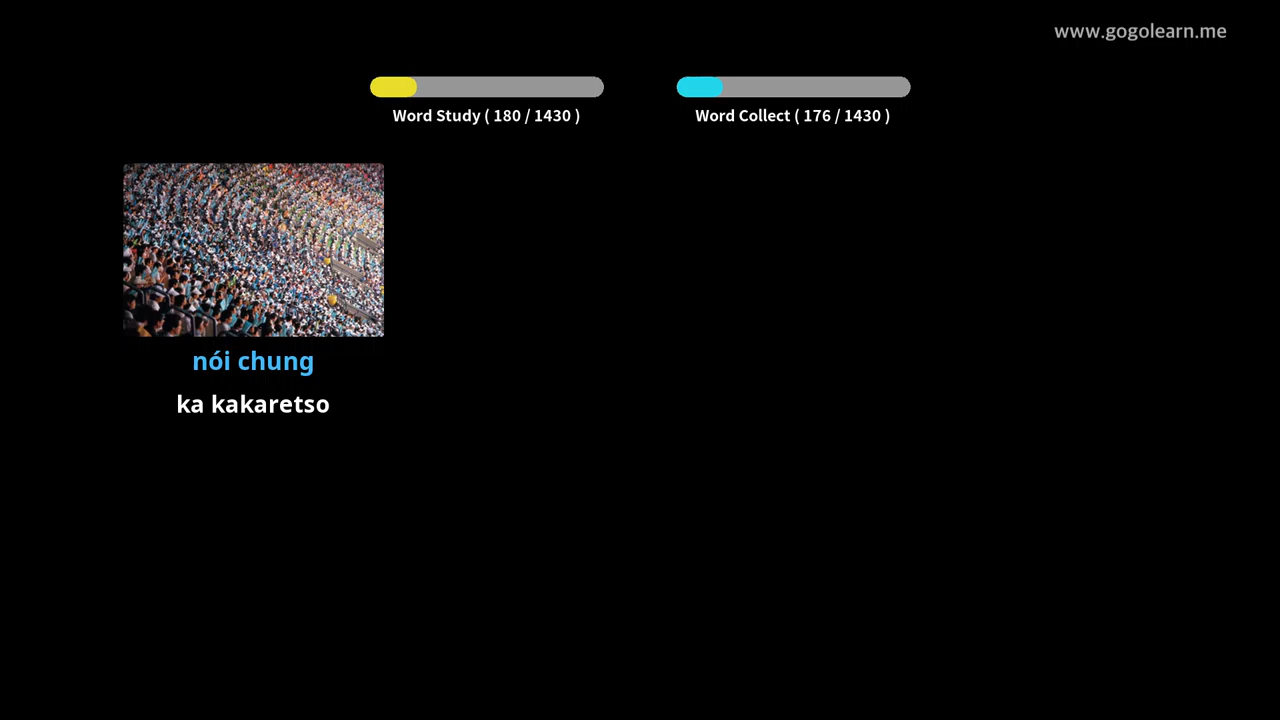 www.gogolearn.me
Word Study ( 180 / 1430 )
Word Collect ( 176 / 1430 )
nói chung
ka kakaretso